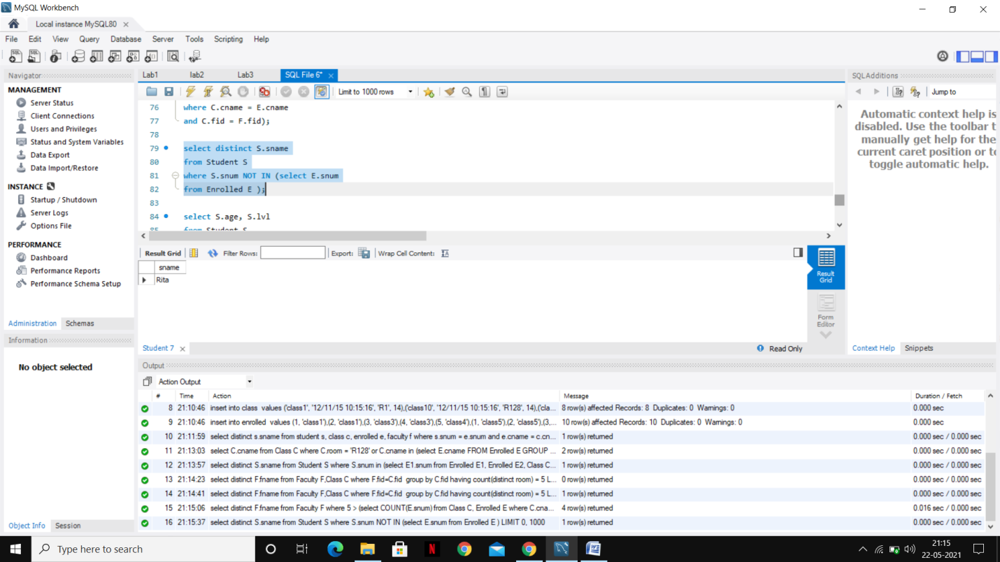 MySQL Workbench
Local instance MySQL80
File Edit View Query Database Server Tools Scripting Help
Navigator
MANAGEMENT
Server Status
Client Connections
Users and Privileges
Status and System Variables
Data Export
Data Import/Restore
INSTANCE
Startup / Shutdown
Server Logs
Options File
PERFORMANCE
Dashboard
Performance Reports
Performance Schema Setup
Administration Schemas
Information
No object selected
Object Info Session
Lab1 lab2 Lab3 SQL File 6*
Limit to 1000 rows
76 where C.cname = E.cname
77 and C.fid = F.fid);
78
79 select distinct S.sname
80 from Student S
81 where S.snum NOT IN (select E.snum
82 from Enrolled E );
83
84 select S.age, S.lvl
85 from Student S
Result Grid Filter Rows: Export: Wrap Cell Content:
sname
Rita
Result Grid
Form Editor
Student 7 Read Only
SQLAdditions
Jump to
Automatic context help is
disabled. Use the toolbar t
manually get help for the
current caret position or to
toggle automatic help.
Context Help Snippets
Output
Action Output
# Time Action Message Duration / Fetch
8 21:10:46 insert into class values ('class1', '12/11/15 10:15:16', 'R1', 14),('class10', '12/11/15 10:15:16', 'R128', 14),('cla... 8 row(s) affected Records: 8 Duplicates: 0 Warnings: 0 0.000 sec
9 21:10:46 insert into enrolled values (1, 'class1'),(2, 'class1'),(3, 'class3'),(4, 'class3'),(5, 'class4'),(1, 'class5'),(2, 'class5'),(3,... 10 row(s) affected Records: 10 Duplicates: 0 Warnings: 0 0.000 sec
10 21:11:59 select distinct s.sname from student s, class c, enrolled e, faculty f where s.snum = e.snum and e.cname = c.cn... 1 row(s) returned 0.000 sec / 0.000 sec
11 21:13:03 select C.cname from Class C where C.room = 'R128' or C.cname in (select E.cname FROM Enrolled E GROUP ... 2 row(s) returned 0.000 sec / 0.000 sec
12 21:13:57 select distinct S.sname from Student S where S.snum in (select E1.snum from Enrolled E1, Enrolled E2, Class C... 1 row(s) returned 0.000 sec / 0.000 sec
13 21:14:23 select distinct F.fname from Faculty F,Class C where F.fid=C.fid group by C.fid having count(distinct room) = 5 L... 0 row(s) returned 0.000 sec / 0.000 sec
14 21:14:41 select distinct F.fname from Faculty F,Class C where F.fid=C.fid group by C.fid having count(distinct room) = 5 L... 1 row(s) returned 0.000 sec / 0.000 sec
15 21:15:06 select distinct F.fname from Faculty F where 5 > (select COUNT(E.snum) from Class C, Enrolled E where C.cna... 4 row(s) returned 0.016 sec / 0.000 sec
16 21:15:37 select distinct S.sname from Student S where S.snum NOT IN (select E.snum from Enrolled E ) LIMIT 0, 1000 1 row(s) returned 0.000 sec / 0.000 sec
Type here to search
21:15
22-05-2021